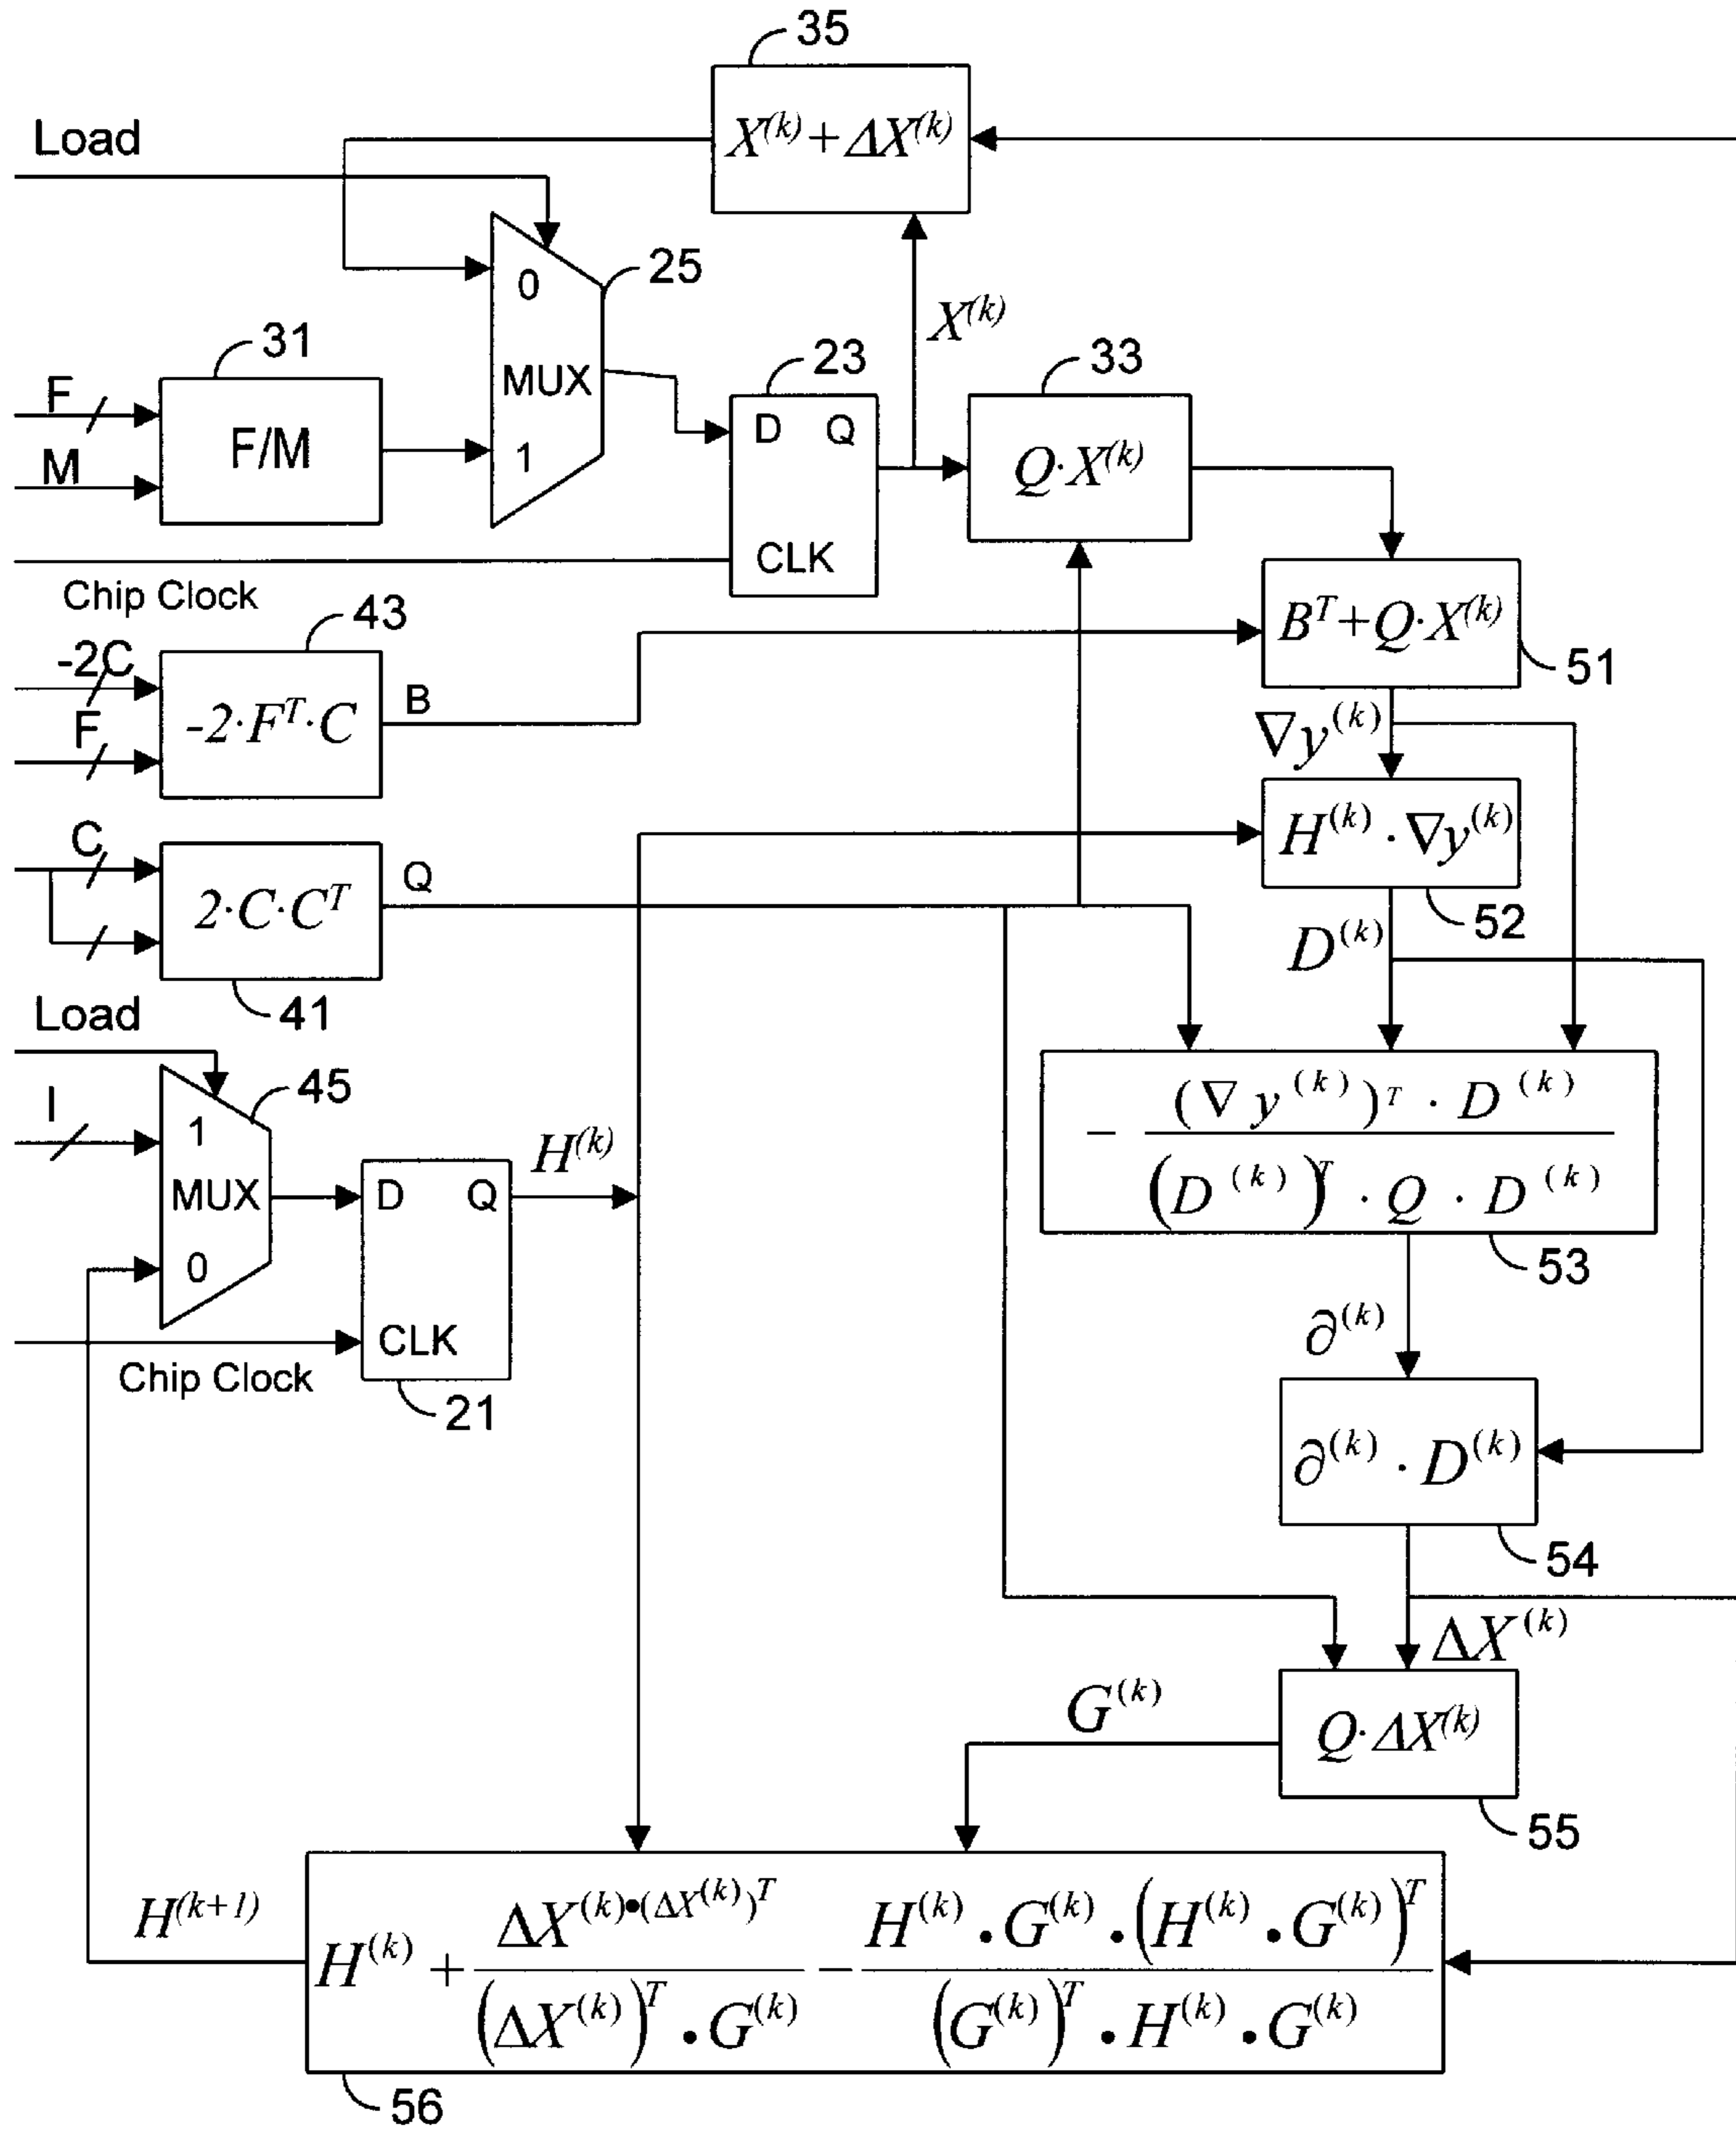 35
Load
X^(k) + ΔX^(k)
0
25
X^(k)
31
23
33
F
MUX
D Q
F/M
M
1
Q·X^(k)
CLK
Chip Clock
43
B^T+Q·X^(k)
-2C
51
B
-2·F^T·C
F
∇y^(k)
C
H^(k) · ∇y^(k)
Q
2·C·C^T
52
D^(k)
41
Load
45
I
1
− (∇y^(k))^T · D^(k)
(D^(k))^T · Q · D^(k)
H^(k)
MUX
D Q
0
53
∂^(k)
CLK
Chip Clock
21
∂^(k) · D^(k)
54
ΔX^(k)
G^(k)
Q·ΔX^(k)
55
H^(k+1)
H^(k) + ΔX^(k)•(ΔX^(k))^T − H^(k) • G^(k) • (H^(k) • G^(k))^T
(ΔX^(k))^T • G^(k) (G^(k))^T • H^(k) • G^(k)
56